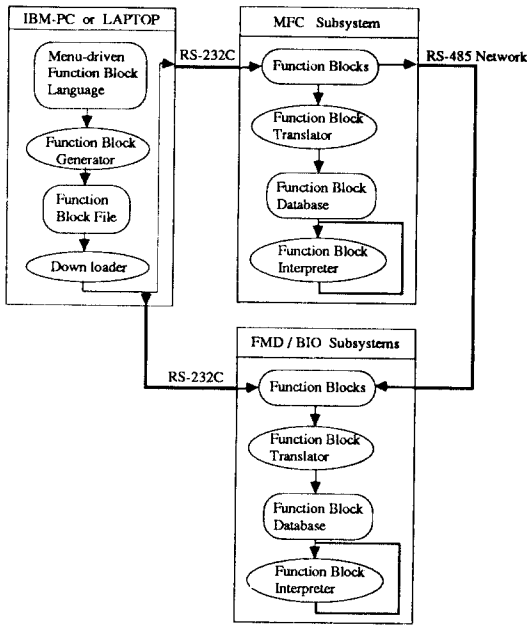 IBM-PC or LAPTOP
Menu-driven
Function Block
Language
Function Block
Generator
Function
Block File
Down loader
RS-232C
MFC Subsystem
Function Blocks
Function Block
Translator
Function Block
Database
Function Block
Interpreter
RS-485 Network
RS-232C
FMD / BIO Subsystems
Function Blocks
Function Block
Translator
Function Block
Database
Function Block
Interpreter